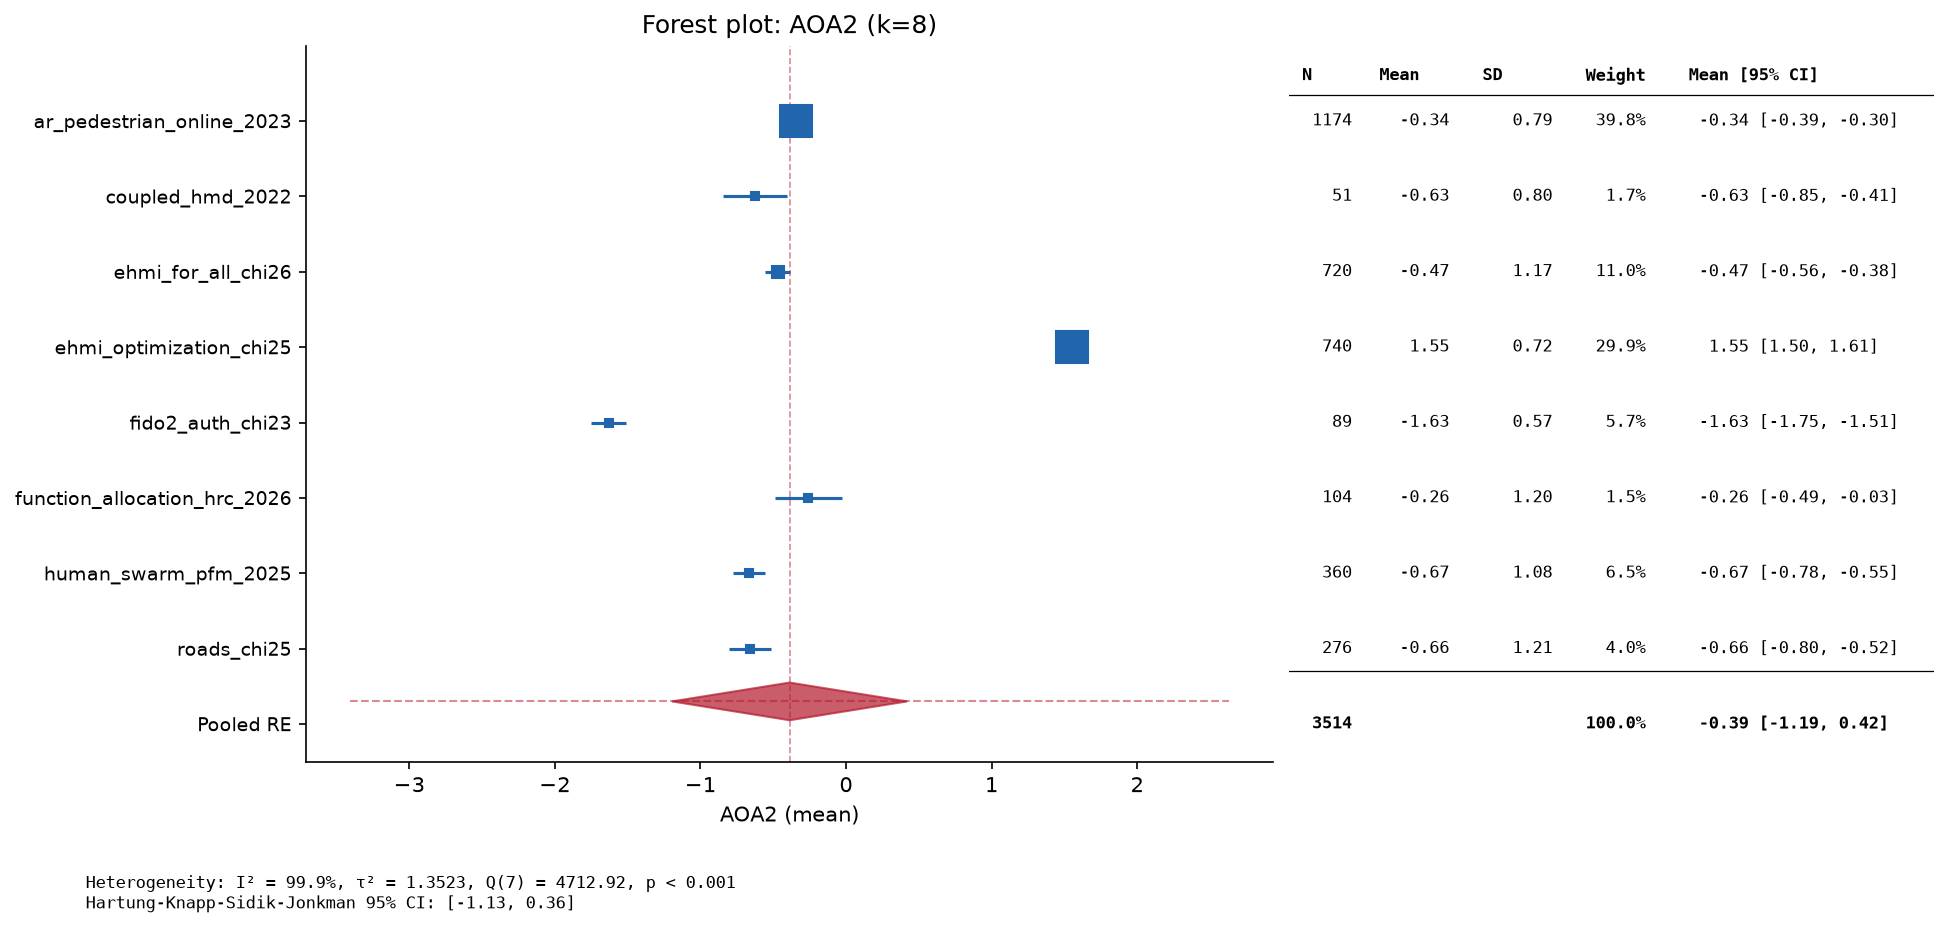 Forest plot: AOA2 (k=8)
N Mean SD Weight Mean [95% CI]
ar_pedestrian_online_2023 1174 -0.34 0.79 39.8% -0.34 [-0.39, -0.30]
coupled_hmd_2022 51 -0.63 0.80 1.7% -0.63 [-0.85, -0.41]
ehmi_for_all_chi26 720 -0.47 1.17 11.0% -0.47 [-0.56, -0.38]
ehmi_optimization_chi25 740 1.55 0.72 29.9% 1.55 [1.50, 1.61]
fido2_auth_chi23 89 -1.63 0.57 5.7% -1.63 [-1.75, -1.51]
function_allocation_hrc_2026 104 -0.26 1.20 1.5% -0.26 [-0.49, -0.03]
human_swarm_pfm_2025 360 -0.67 1.08 6.5% -0.67 [-0.78, -0.55]
roads_chi25 276 -0.66 1.21 4.0% -0.66 [-0.80, -0.52]
Pooled RE 3514 100.0% -0.39 [-1.19, 0.42]
−3 −2 −1 0 1 2
AOA2 (mean)
Heterogeneity: I² = 99.9%, τ² = 1.3523, Q(7) = 4712.92, p < 0.001
Hartung-Knapp-Sidik-Jonkman 95% CI: [-1.13, 0.36]